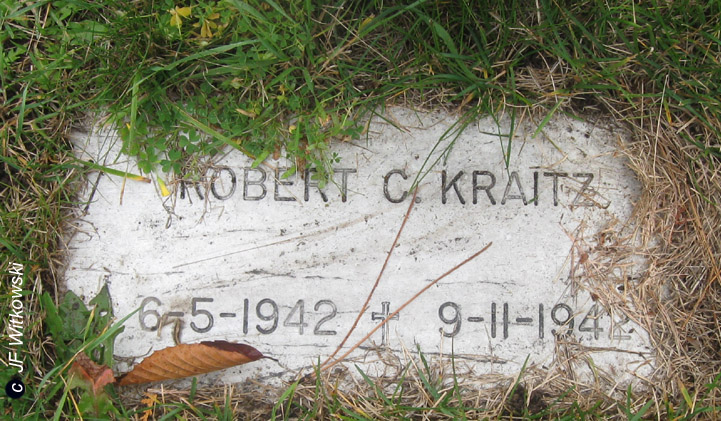 ROBERT C. KRAITZ
6-5-1942 9-11-1942
© JF Witkowski